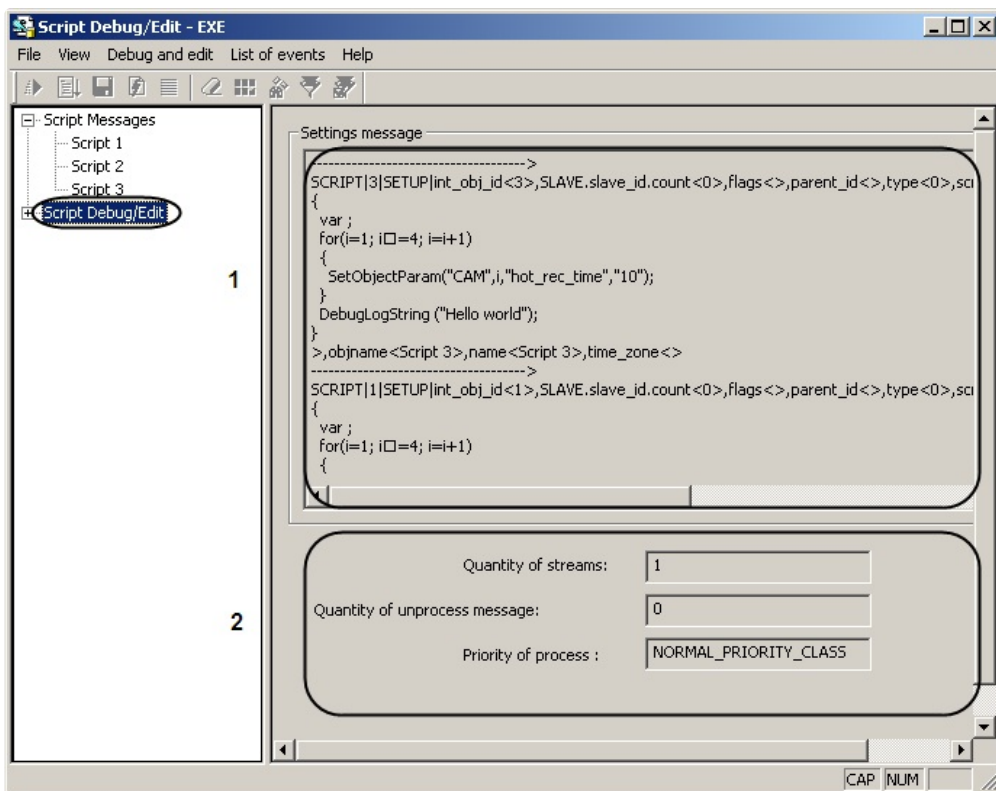 Script Debug/Edit - EXE
File View Debug and edit List of events Help
Script Messages
Script 1
Script 2
Script 3
Script Debug/Edit
1
Settings message
----------------------------------->
SCRIPT|3|SETUP|int_obj_id<3>,SLAVE.slave_id.count<0>,flags<>,parent_id<>,type<0>,scr
{
var ;
for(i=1; i□=4; i=i+1)
{
SetObjectParam("CAM",i,"hot_rec_time","10");
}
DebugLogString ("Hello world");
}
>,objname<Script 3>,name<Script 3>,time_zone<>
----------------------------------->
SCRIPT|1|SETUP|int_obj_id<1>,SLAVE.slave_id.count<0>,flags<>,parent_id<>,type<0>,scr
{
var ;
for(i=1; i□=4; i=i+1)
{
2
Quantity of streams: 1
Quantity of unprocess message: 0
Priority of process : NORMAL_PRIORITY_CLASS
CAP NUM